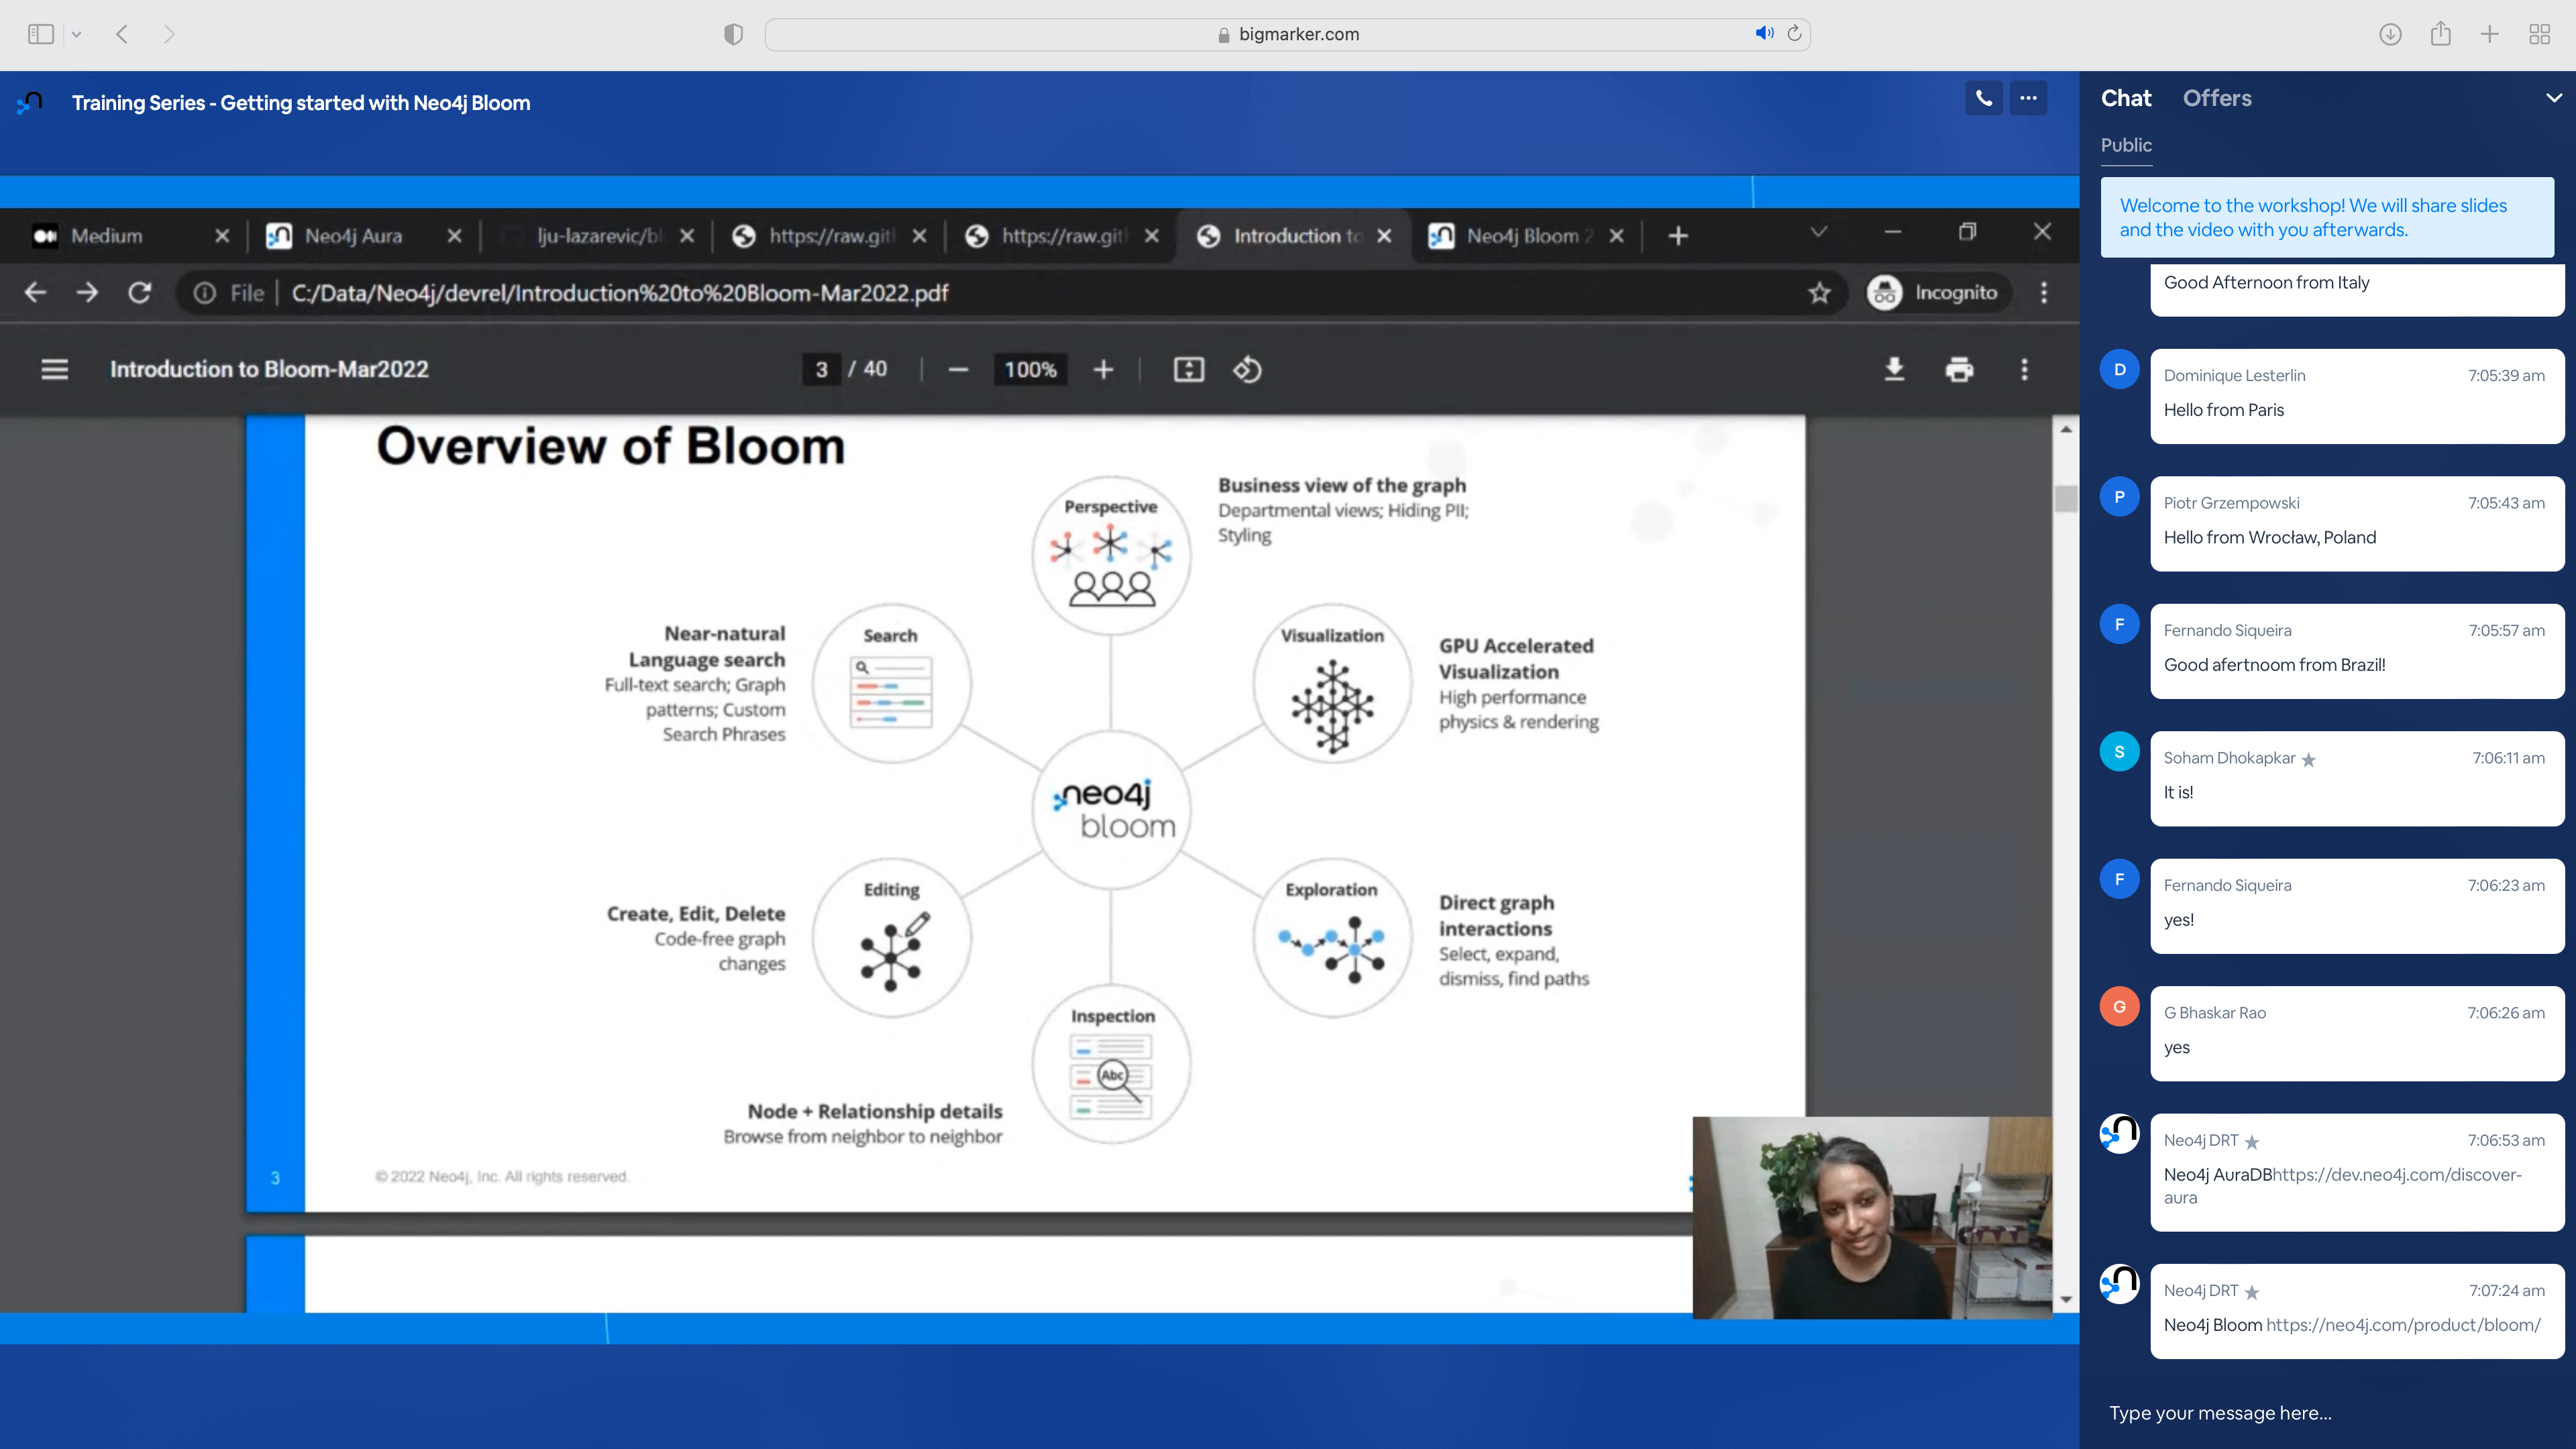 bigmarker.com
Training Series - Getting started with Neo4j Bloom
Medium
Neo4j Aura
lju-lazarevic/bl
https://raw.gitl
https://raw.gitl
Introduction to
Neo4j Bloom 2
File
C:/Data/Neo4j/devrel/Introduction%20to%20Bloom-Mar2022.pdf
Incognito
Introduction to Bloom-Mar2022
3 / 40
100%
Overview of Bloom
Perspective
Business view of the graph
Departmental views; Hiding PII;
Styling
Near-natural
Language search
Full-text search; Graph
patterns; Custom
Search Phrases
Search
Visualization
GPU Accelerated
Visualization
High performance
physics & rendering
neo4j
bloom
Create, Edit, Delete
Code-free graph
changes
Editing
Exploration
Direct graph
interactions
Select, expand,
dismiss, find paths
Inspection
Abc
Node + Relationship details
Browse from neighbor to neighbor
3
© 2022 Neo4j, Inc. All rights reserved.
Chat
Offers
Public
Welcome to the workshop! We will share slides
and the video with you afterwards.
Good Afternoon from Italy
D
Dominique Lesterlin
7:05:39 am
Hello from Paris
P
Piotr Grzempowski
7:05:43 am
Hello from Wrocław, Poland
F
Fernando Siqueira
7:05:57 am
Good afertnoom from Brazil!
S
Soham Dhokapkar
7:06:11 am
It is!
F
Fernando Siqueira
7:06:23 am
yes!
G
G Bhaskar Rao
7:06:26 am
yes
Neo4j DRT
7:06:53 am
Neo4j AuraDBhttps://dev.neo4j.com/discover-
aura
Neo4j DRT
7:07:24 am
Neo4j Bloom https://neo4j.com/product/bloom/
Type your message here...